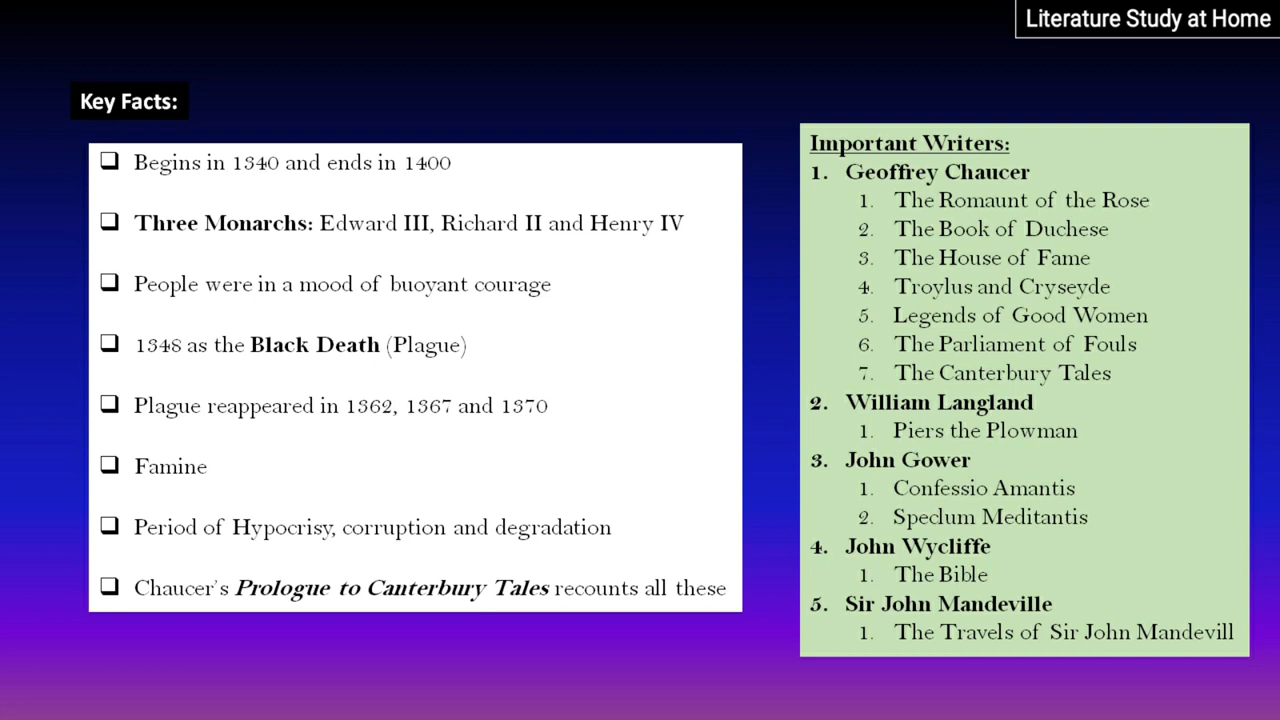 Literature Study at Home
Key Facts:
❑ Begins in 1340 and ends in 1400
❑ Three Monarchs: Edward III, Richard II and Henry IV
❑ People were in a mood of buoyant courage
❑ 1348 as the Black Death (Plague)
❑ Plague reappeared in 1362, 1367 and 1370
❑ Famine
❑ Period of Hypocrisy, corruption and degradation
❑ Chaucer's Prologue to Canterbury Tales recounts all these
Important Writers:
1. Geoffrey Chaucer
1. The Romaunt of the Rose
2. The Book of Duchese
3. The House of Fame
4. Troylus and Cryseyde
5. Legends of Good Women
6. The Parliament of Fouls
7. The Canterbury Tales
2. William Langland
1. Piers the Plowman
3. John Gower
1. Confessio Amantis
2. Speclum Meditantis
4. John Wycliffe
1. The Bible
5. Sir John Mandeville
1. The Travels of Sir John Mandevill